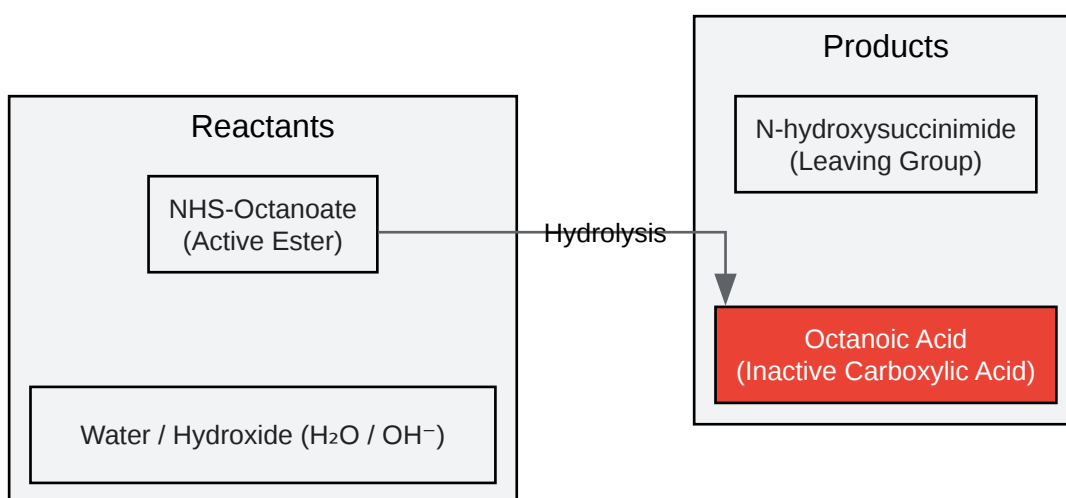 Reactants
NHS-Octanoate
(Active Ester)
Water / Hydroxide (H₂O / OH⁻)
Hydrolysis
Products
N-hydroxysuccinimide
(Leaving Group)
Octanoic Acid
(Inactive Carboxylic Acid)